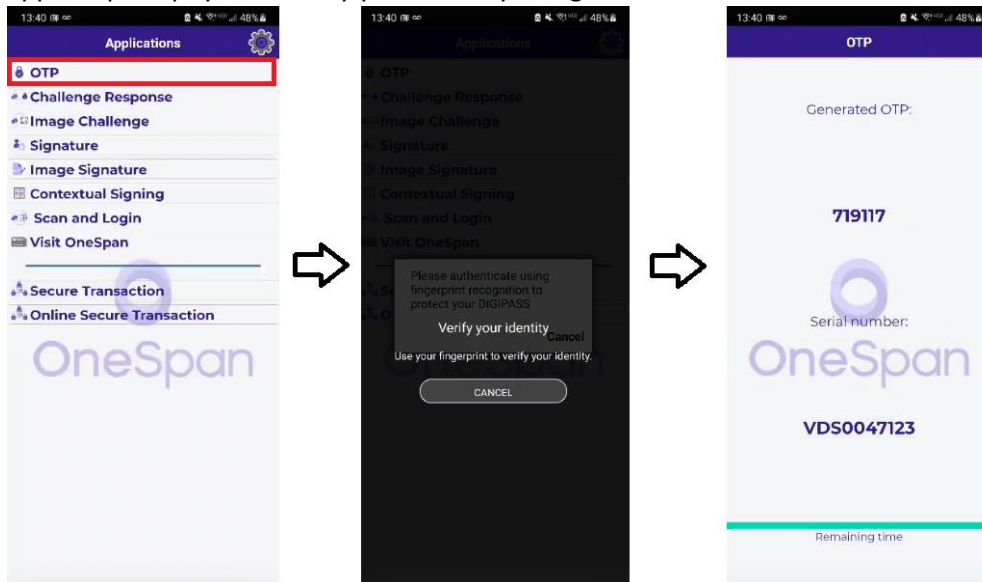 13:40 48%
Applications
OTP
Challenge Response
Image Challenge
Signature
Image Signature
Contextual Signing
Scan and Login
Visit OneSpan
Secure Transaction
Online Secure Transaction
OneSpan
13:40 48%
Applications
OTP
Challenge Response
Image Challenge
Signature
Image Signature
Contextual Signing
Scan and Login
Visit OneSpan
Please authenticate using
fingerprint recognition to
protect your DIGIPASS
Verify your identity
Cancel
Use your fingerprint to verify your identity.
CANCEL
13:40 48%
OTP
Generated OTP:
719117
Serial number:
OneSpan
VDS0047123
Remaining time